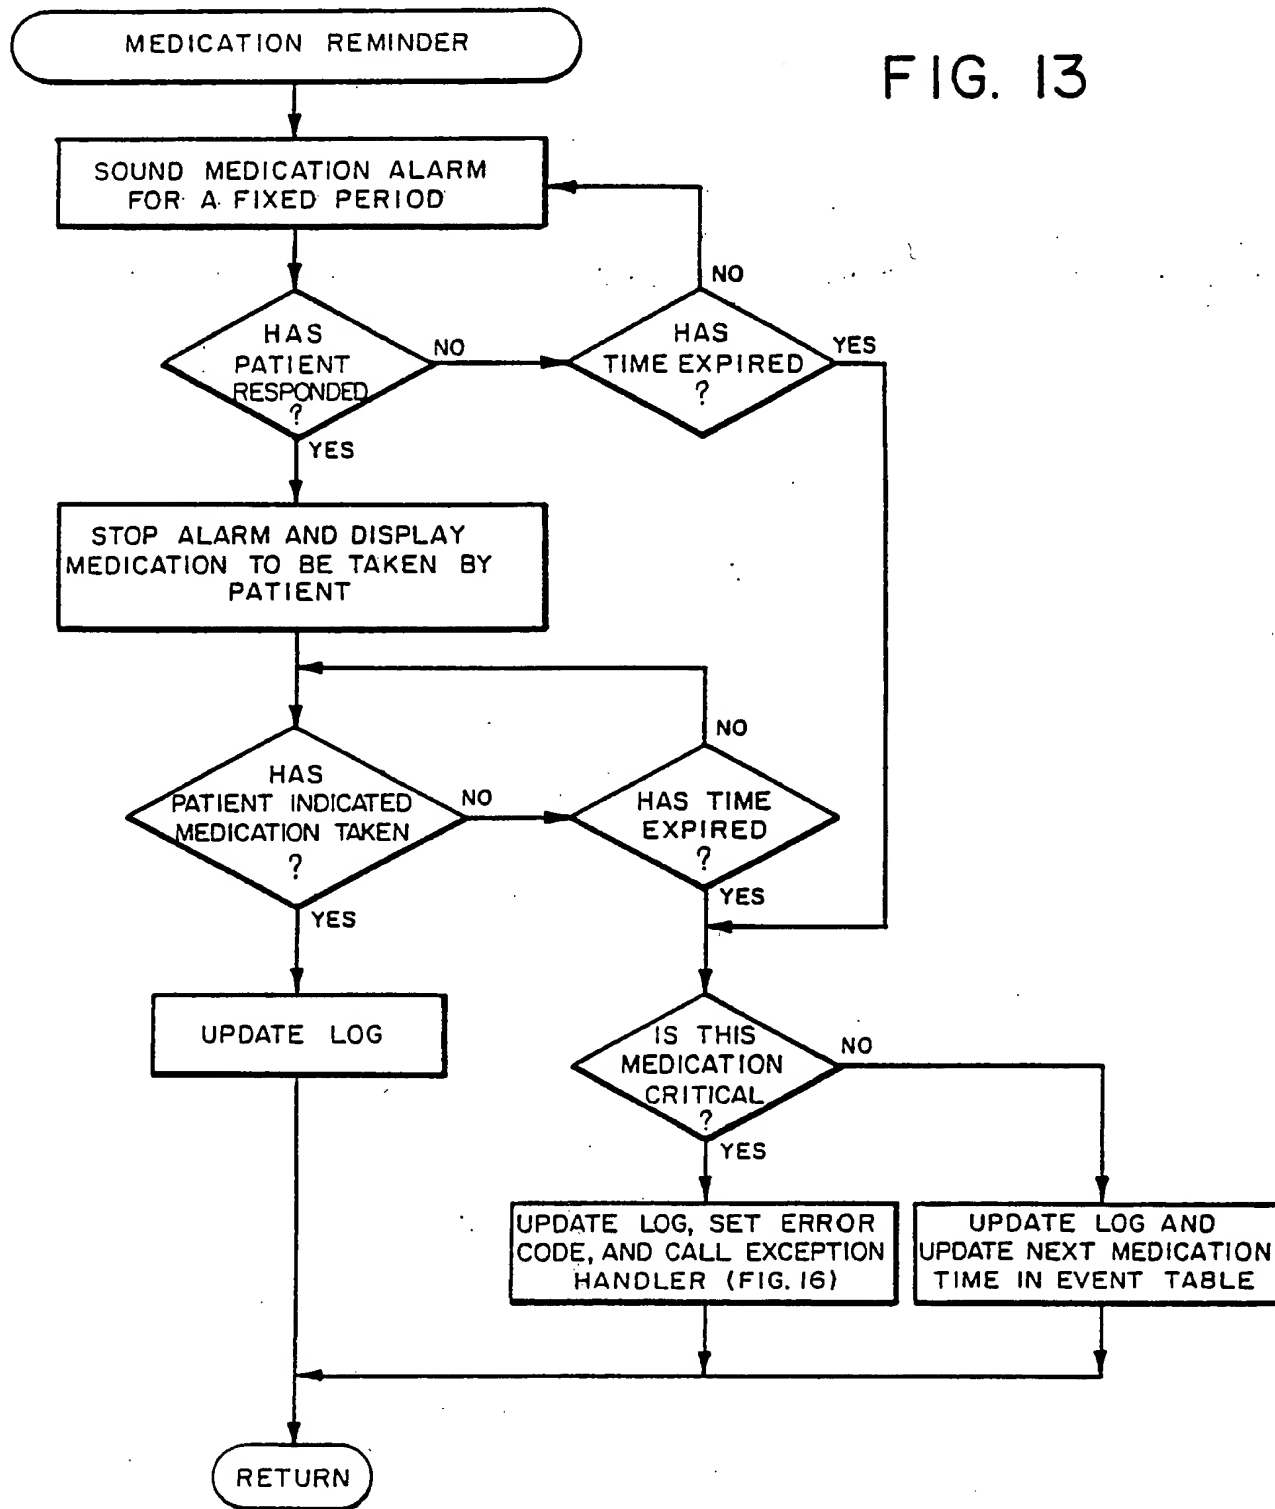 MEDICATION REMINDER
FIG. 13
SOUND MEDICATION ALARM
FOR A FIXED PERIOD
NO
HAS
PATIENT
RESPONDED
?
NO
HAS
TIME EXPIRED
?
YES
YES
STOP ALARM AND DISPLAY
MEDICATION TO BE TAKEN BY
PATIENT
NO
HAS
PATIENT INDICATED
MEDICATION TAKEN
?
NO
HAS TIME
EXPIRED
?
YES
YES
UPDATE LOG
IS THIS
MEDICATION
CRITICAL
?
NO
YES
UPDATE LOG, SET ERROR
CODE, AND CALL EXCEPTION
HANDLER (FIG. 16)
UPDATE LOG AND
UPDATE NEXT MEDICATION
TIME IN EVENT TABLE
RETURN